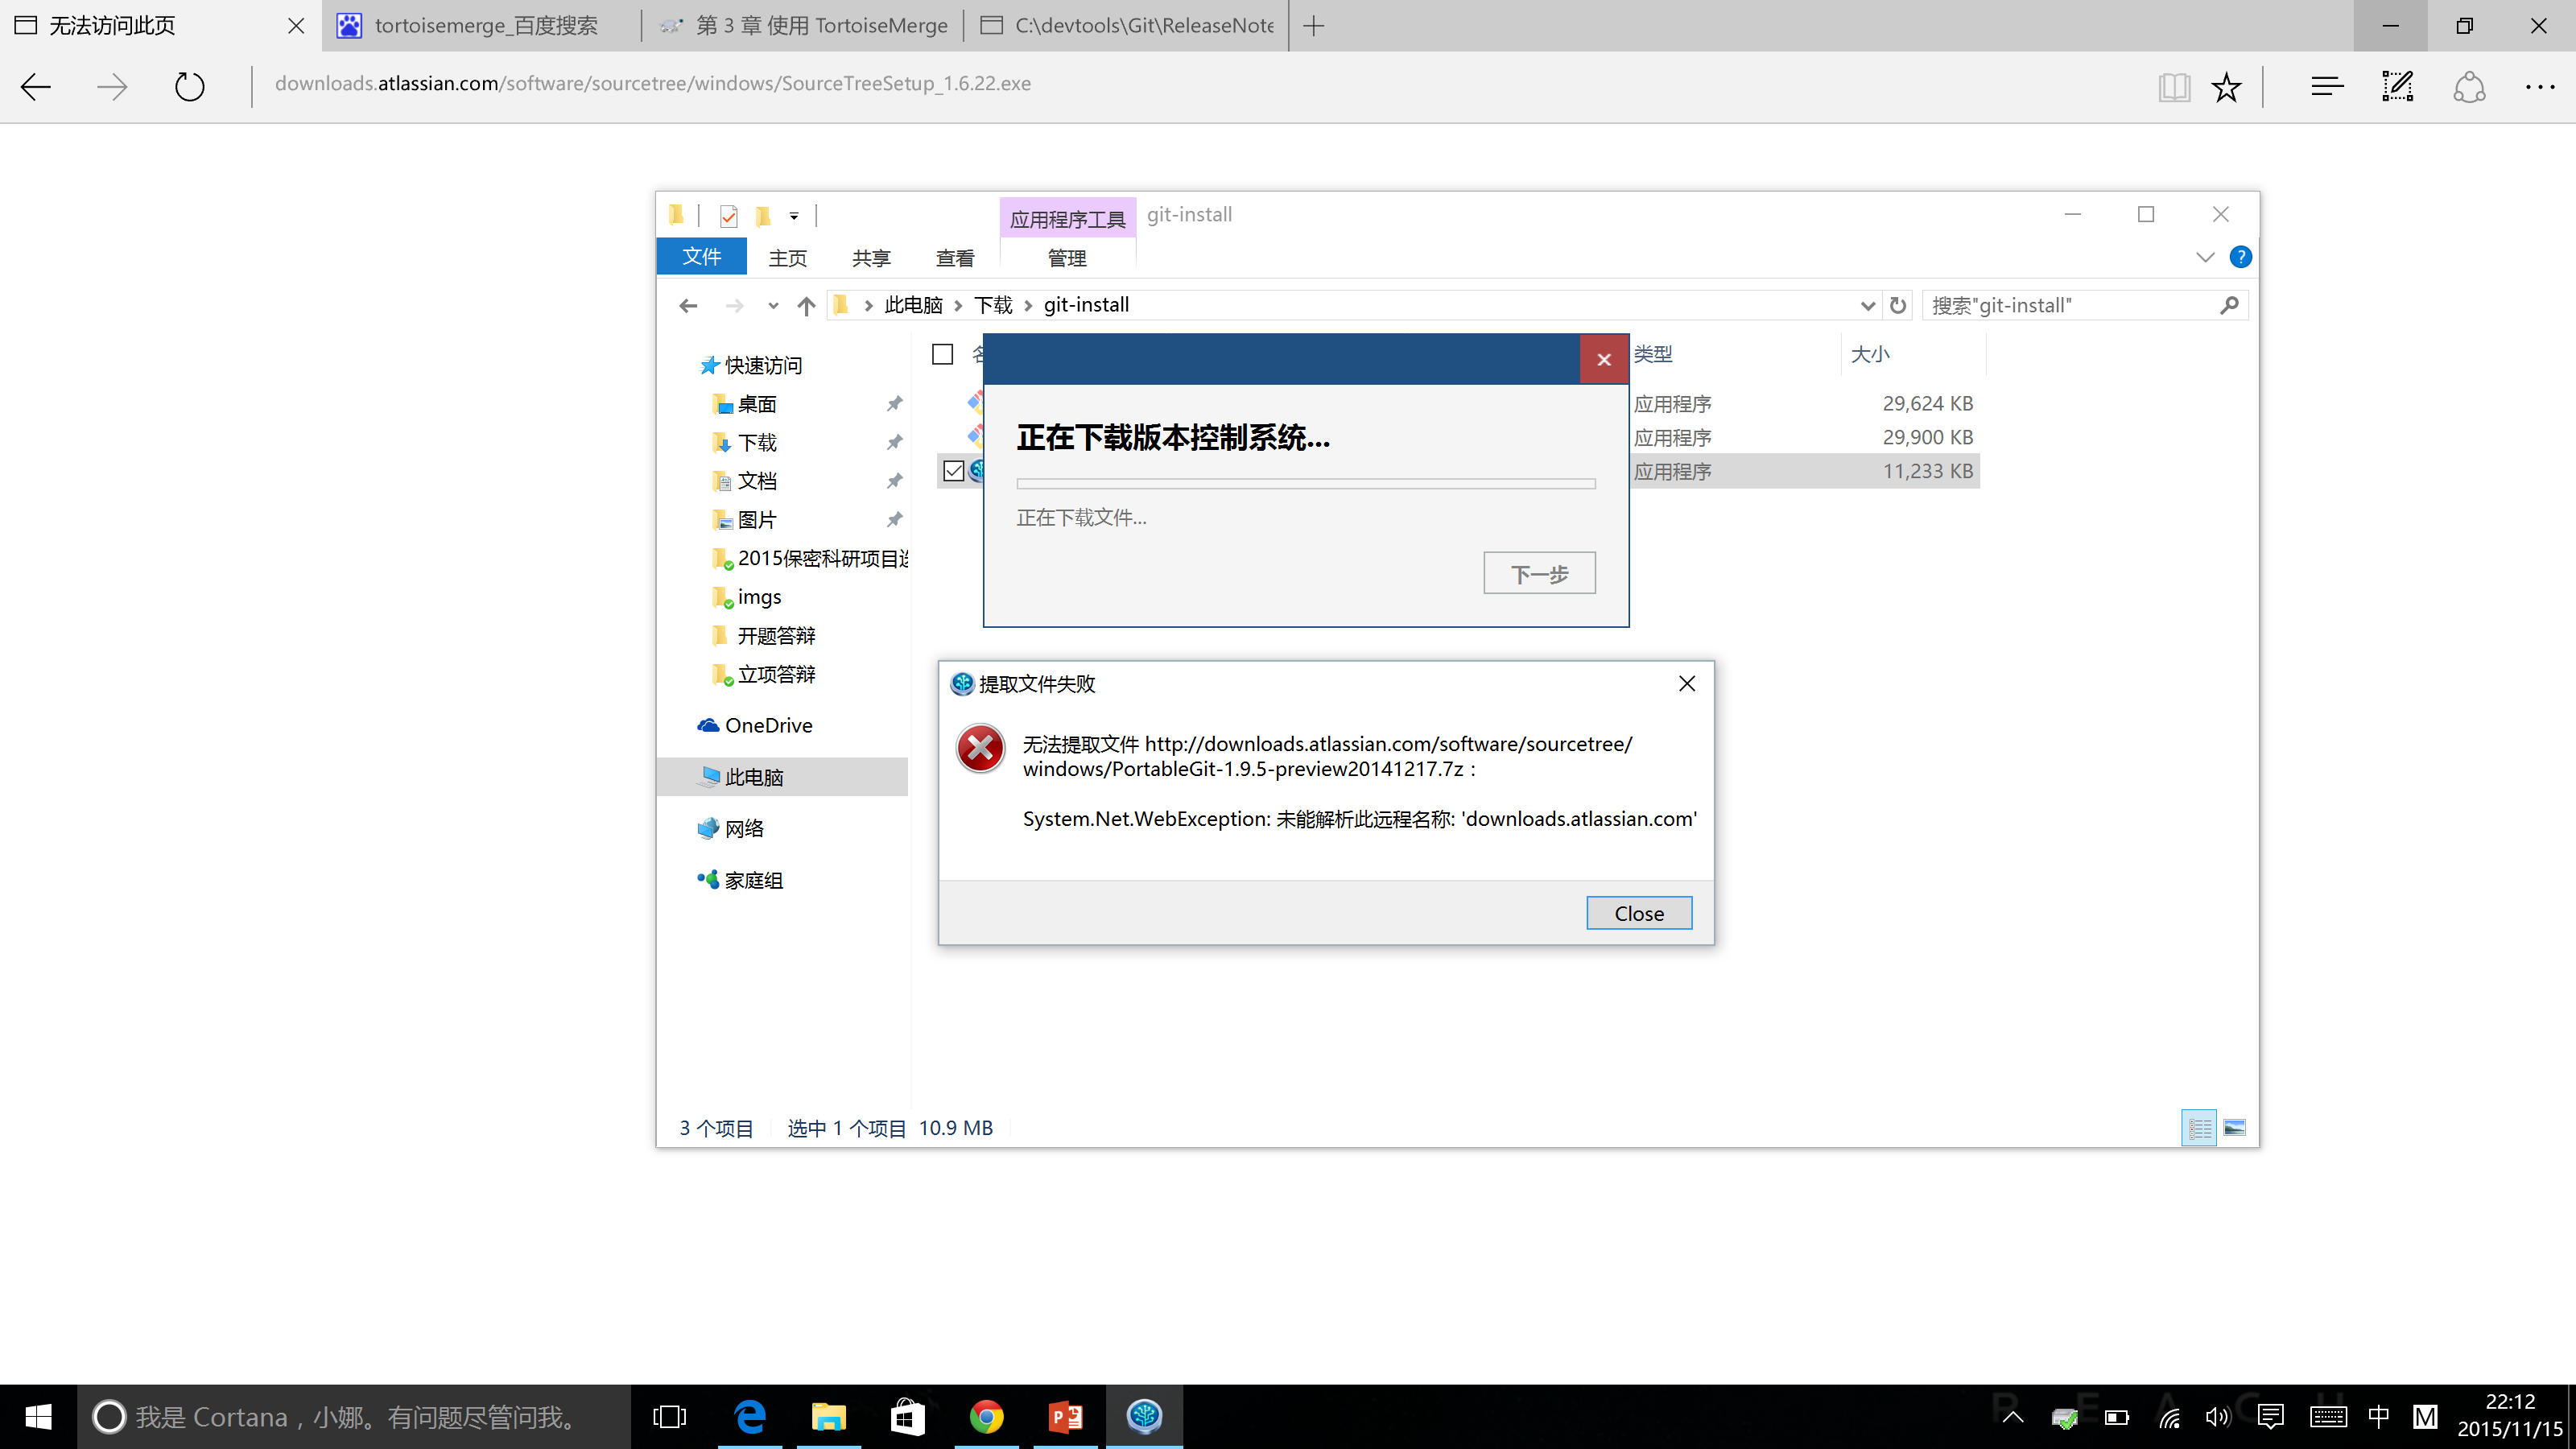 无法访问此页
tortoisemerge_百度搜索
第 3 章 使用 TortoiseMerge
C:\devtools\Git\ReleaseNote
downloads.atlassian.com/software/sourcetree/windows/SourceTreeSetup_1.6.22.exe
应用程序工具
git-install
文件
主页
共享
查看
管理
此电脑
下载
git-install
搜索"git-install"
类型
大小
快速访问
桌面
应用程序
29,624 KB
下载
应用程序
29,900 KB
文档
应用程序
11,233 KB
图片
2015保密科研项目
imgs
开题答辩
立项答辩
OneDrive
此电脑
网络
家庭组
正在下载版本控制系统...
正在下载文件...
下一步
提取文件失败
无法提取文件 http://downloads.atlassian.com/software/sourcetree/
windows/PortableGit-1.9.5-preview20141217.7z：
System.Net.WebException: 未能解析此远程名称: 'downloads.atlassian.com'
Close
3 个项目
选中 1 个项目 10.9 MB
我是 Cortana，小娜。有问题尽管问我。
中
M
22:12
2015/11/15